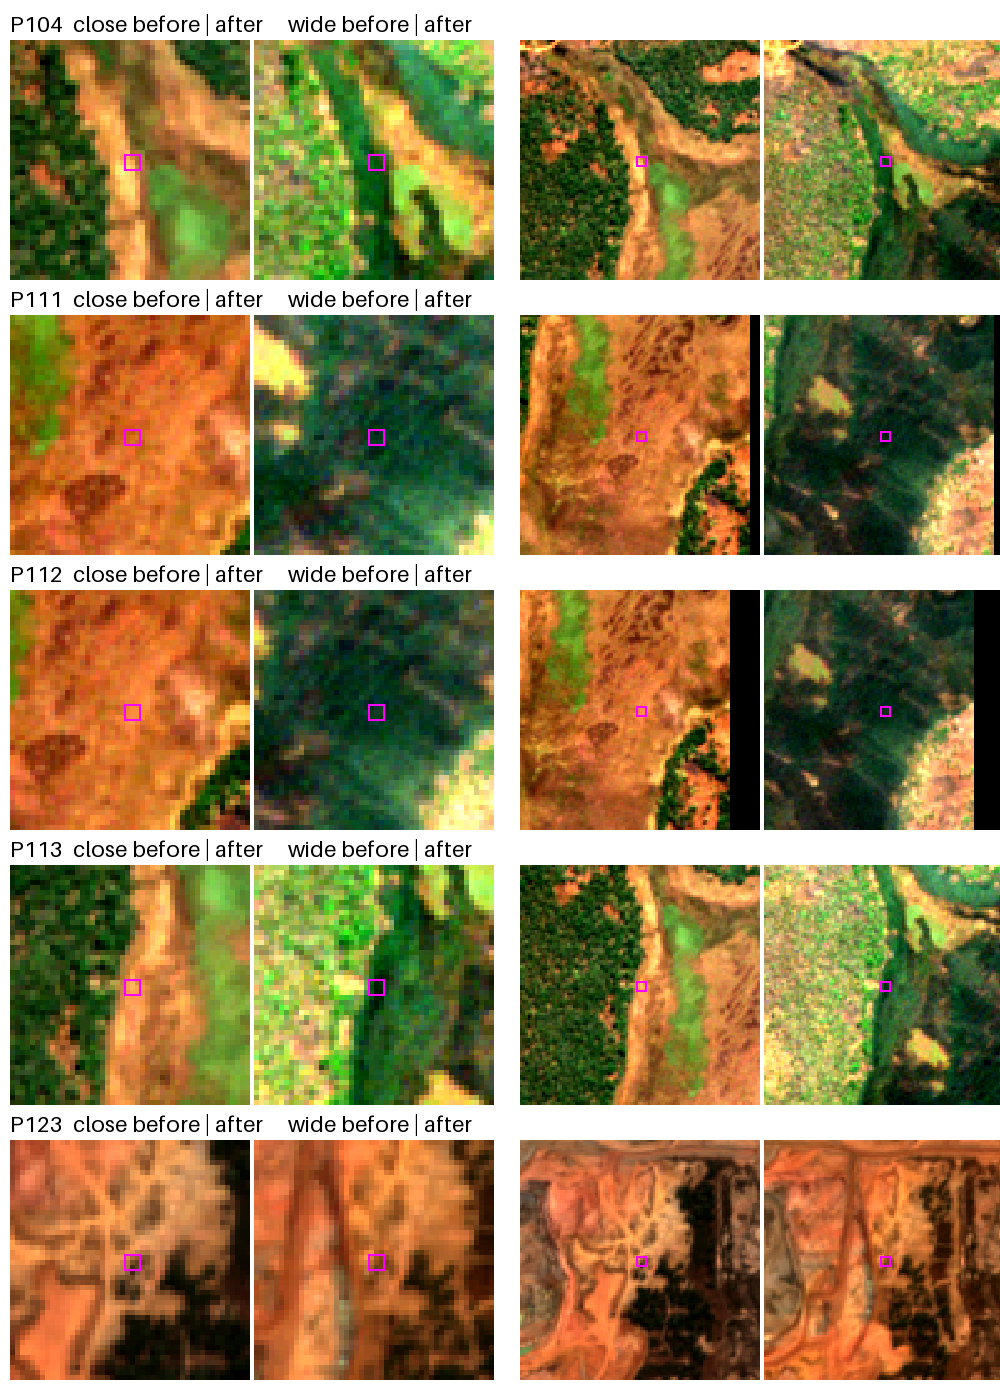 P104 close before | after wide before | after
P111 close before | after wide before | after
P112 close before | after wide before | after
P113 close before | after wide before | after
P123 close before | after wide before | after